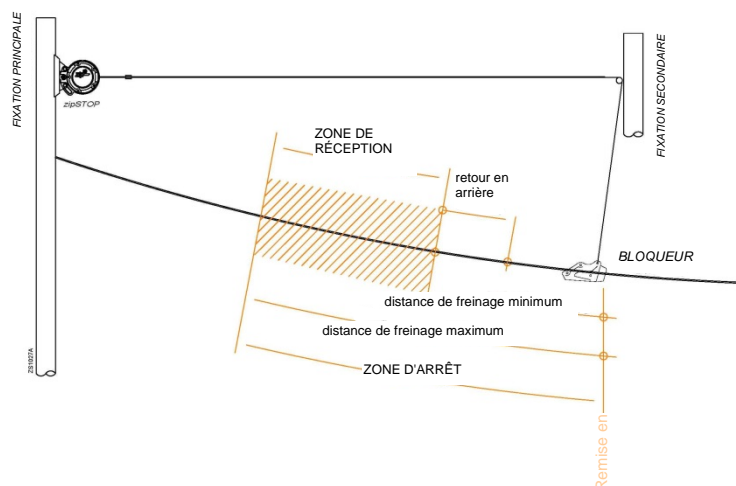 FIXATION PRINCIPALE
zipSTOP
FIXATION SECONDAIRE
ZONE DE
RÉCEPTION
retour en
arrière
BLOQUEUR
distance de freinage minimum
distance de freinage maximum
ZONE D'ARRÊT
ZS1027A
Remise en